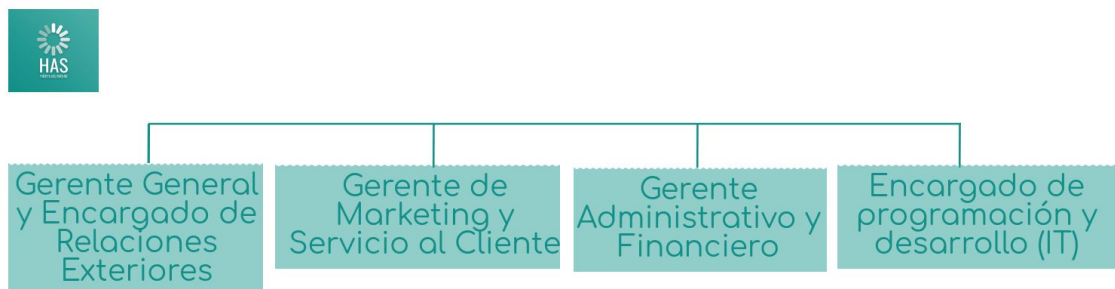 HAS
Gerente General
y Encargado de
Relaciones
Exteriores
Gerente de
Marketing y
Servicio al Cliente
Gerente
Administrativo y
Financiero
Encargado de
programación y
desarrollo (IT)